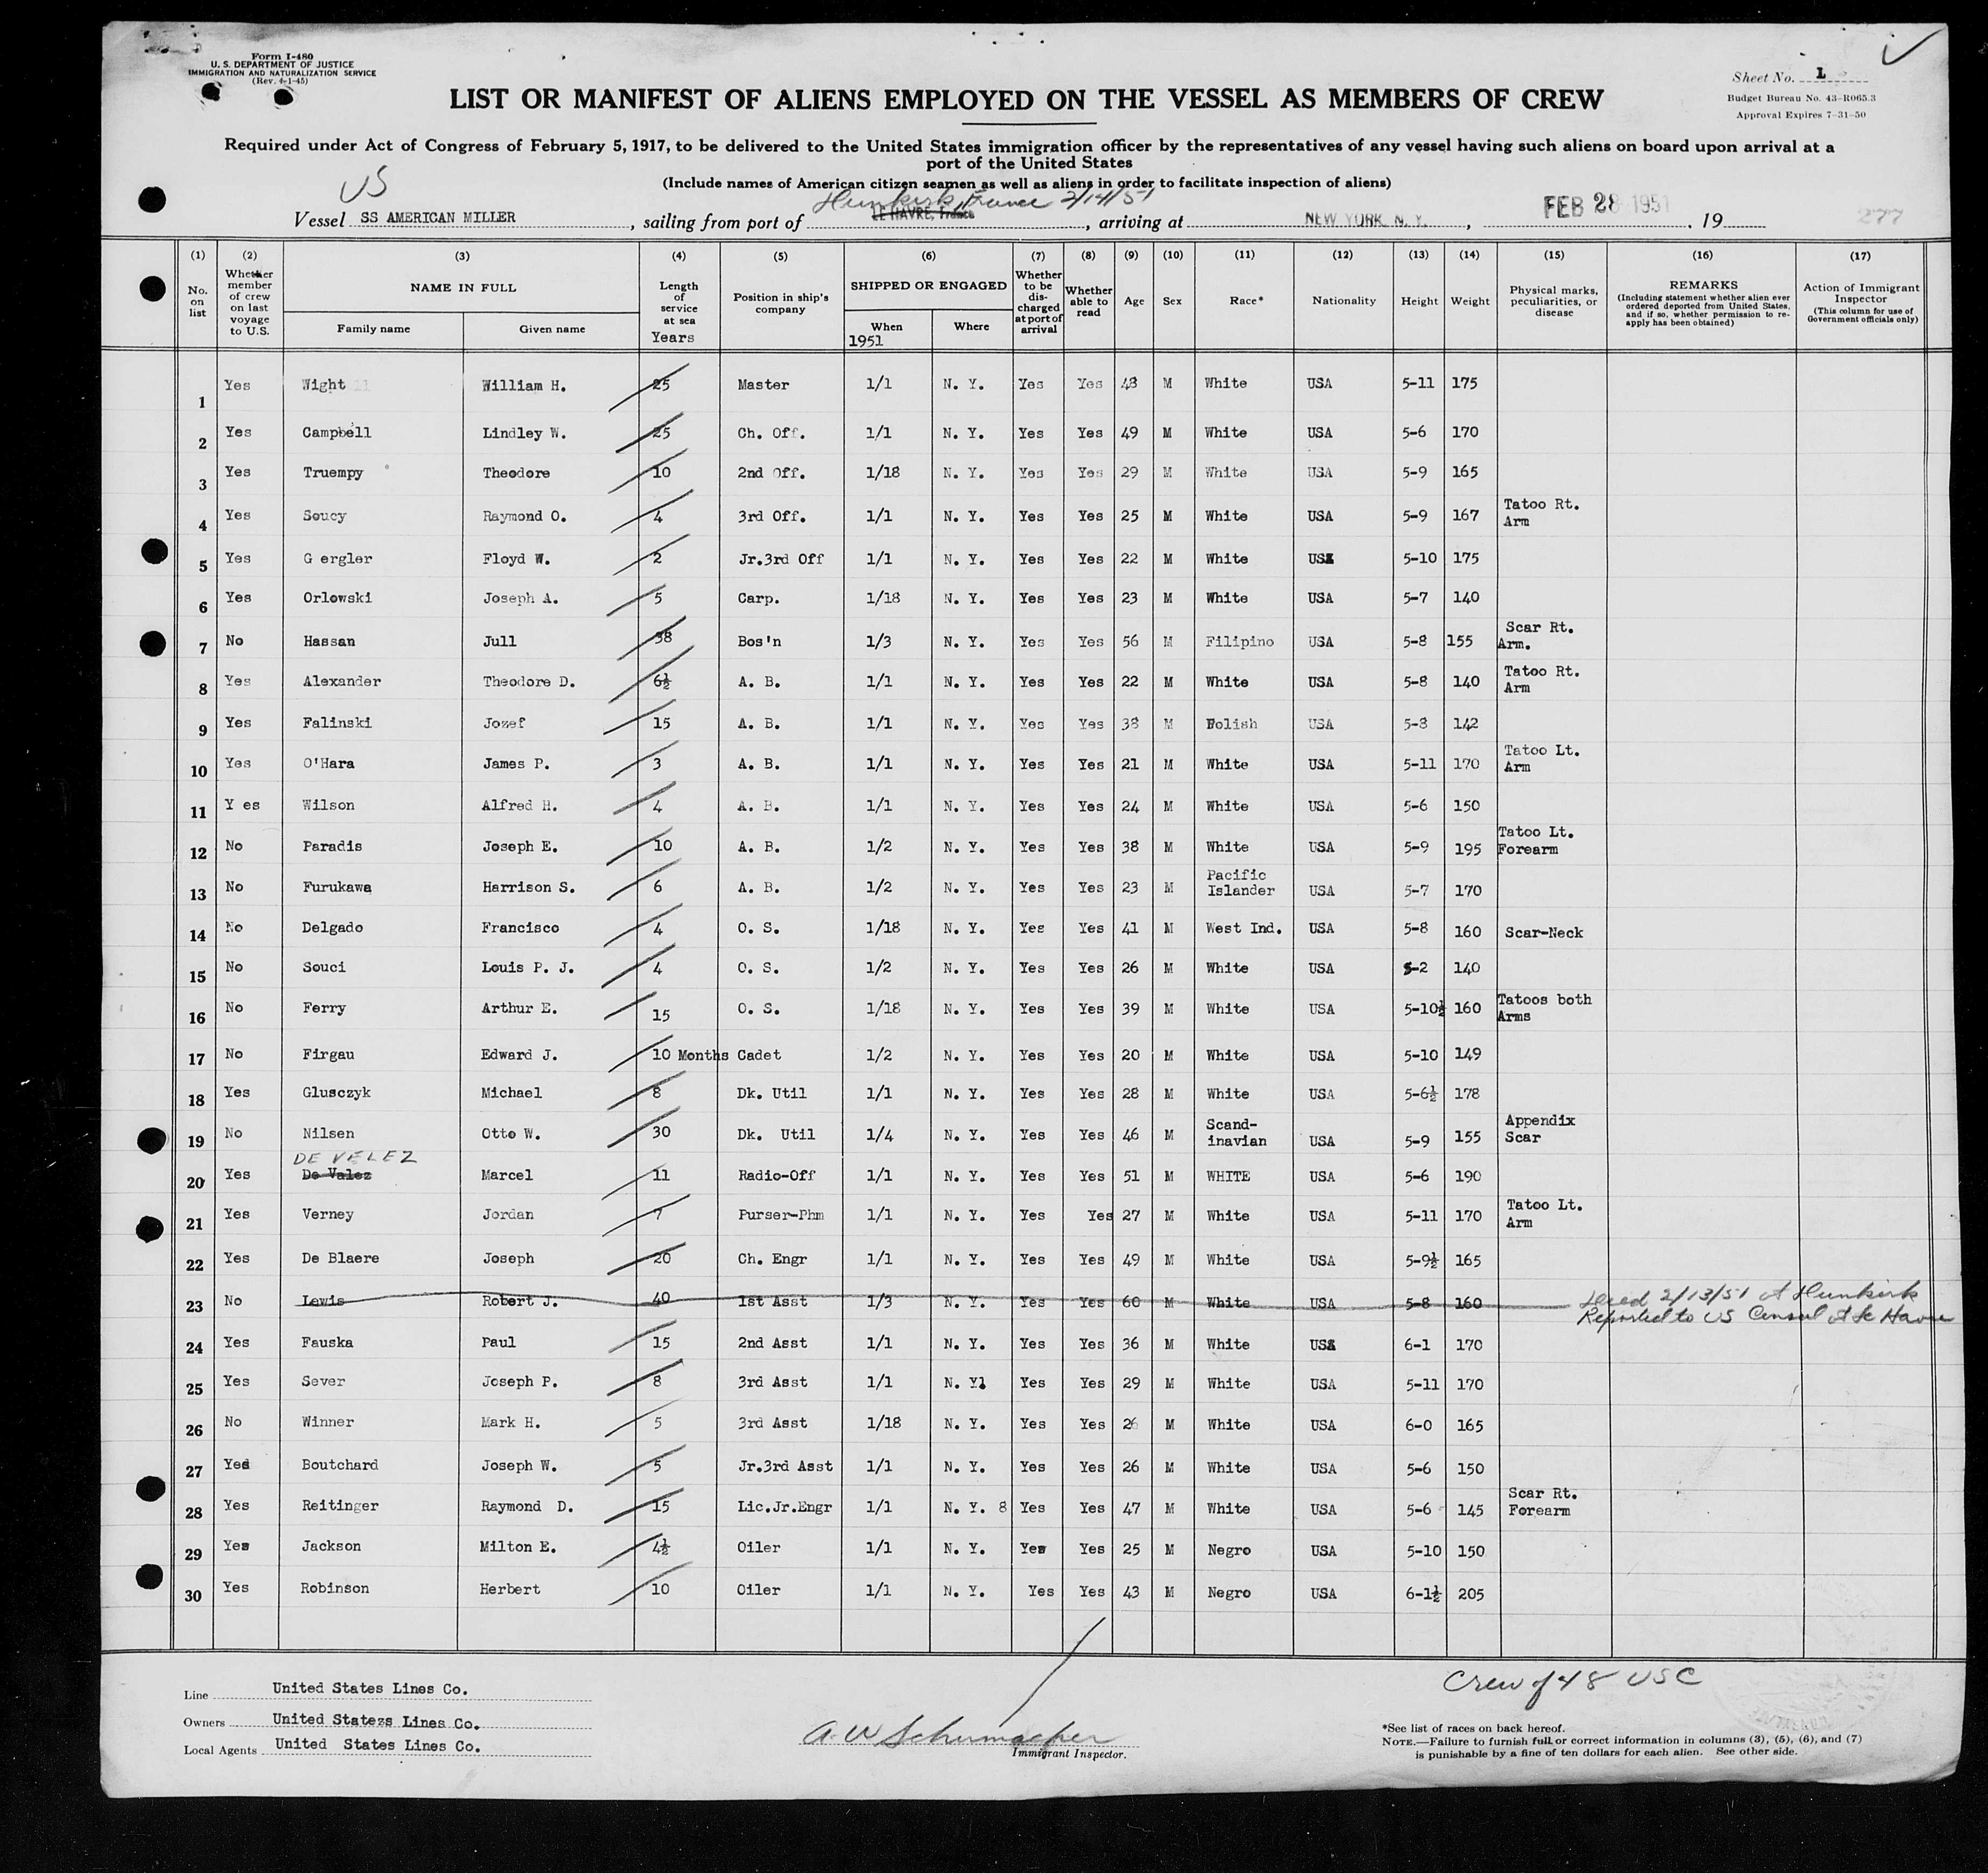 Form I-480
U. S. DEPARTMENT OF JUSTICE
IMMIGRATION AND NATURALIZATION SERVICE
(Rev. 4-1-45)
Sheet No. L
Budget Bureau No. 43-R065.3
Approval Expires 7-31-50
LIST OR MANIFEST OF ALIENS EMPLOYED ON THE VESSEL AS MEMBERS OF CREW
Required under Act of Congress of February 5, 1917, to be delivered to the United States immigration officer by the representatives of any vessel having such aliens on board upon arrival at a
port of the United States
(Include names of American citizen seamen as well as aliens in order to facilitate inspection of aliens)
US
Hunkirk, France 2/14/51
Vessel SS AMERICAN MILLER, sailing from port of LE HAVRE, France, arriving at NEW YORK N. Y., FEB 28 1951, 19
277
(1) (2) (3) (4) (5) (6) (7) (8) (9) (10) (11) (12) (13) (14) (15) (16) (17)
No. on list
Whether member of crew on last voyage to U.S.
NAME IN FULL
Family name Given name
Length of service at sea
Years
Position in ship's company
SHIPPED OR ENGAGED
When Where
1951
Whether to be discharged at port of arrival
Whether able to read
Age
Sex
Race*
Nationality
Height
Weight
Physical marks, peculiarities, or disease
REMARKS
(Including statement whether alien ever ordered deported from United States, and if so, whether permission to re-apply has been obtained)
Action of Immigrant Inspector
(This column for use of Government officials only)
1 Yes Wight William H. 25 Master 1/1 N. Y. Yes Yes 48 M White USA 5-11 175
2 Yes Campbell Lindley W. 25 Ch. Off. 1/1 N. Y. Yes Yes 49 M White USA 5-6 170
3 Yes Truempy Theodore 10 2nd Off. 1/18 N. Y. Yes Yes 29 M White USA 5-9 165
4 Yes Soucy Raymond O. 4 3rd Off. 1/1 N. Y. Yes Yes 25 M White USA 5-9 167 Tatoo Rt. Arm
5 Yes G ergler Floyd W. 2 Jr.3rd Off 1/1 N. Y. Yes Yes 22 M White USA 5-10 175
6 Yes Orlowski Joseph A. 5 Carp. 1/18 N. Y. Yes Yes 23 M White USA 5-7 140
7 No Hassan Jull 38 Bos'n 1/3 N. Y. Yes Yes 56 M Filipino USA 5-8 155 Scar Rt. Arm.
8 Yes Alexander Theodore D. 6½ A. B. 1/1 N. Y. Yes Yes 22 M White USA 5-8 140 Tatoo Rt. Arm
9 Yes Falinski Jozef 15 A. B. 1/1 N. Y. Yes Yes 38 M Polish USA 5-8 142
10 Yes O'Hara James P. 3 A. B. 1/1 N. Y. Yes Yes 21 M White USA 5-11 170 Tatoo Lt. Arm
11 Y es Wilson Alfred H. 4 A. B. 1/1 N. Y. Yes Yes 24 M White USA 5-6 150
12 No Paradis Joseph E. 10 A. B. 1/2 N. Y. Yes Yes 38 M White USA 5-9 195 Tatoo Lt. Forearm
13 No Furukawa Harrison S. 6 A. B. 1/2 N. Y. Yes Yes 23 M Pacific Islander USA 5-7 170
14 No Delgado Francisco 4 O. S. 1/18 N. Y. Yes Yes 41 M West Ind. USA 5-8 160 Scar-Neck
15 No Souci Louis P. J. 4 O. S. 1/2 N. Y. Yes Yes 26 M White USA 5-2 140
16 No Ferry Arthur E. 15 O. S. 1/18 N. Y. Yes Yes 39 M White USA 5-10½ 160 Tatoos both Arms
17 No Firgau Edward J. 10 Months Cadet 1/2 N. Y. Yes Yes 20 M White USA 5-10 149
18 Yes Glusczyk Michael 8 Dk. Util 1/1 N. Y. Yes Yes 28 M White USA 5-6½ 178
19 No Nilsen Otto W. 30 Dk. Util 1/4 N. Y. Yes Yes 46 M Scand-inavian USA 5-9 155 Appendix Scar
DE VELEZ
20 Yes De Valez Marcel 11 Radio-Off 1/1 N. Y. Yes Yes 51 M WHITE USA 5-6 190
21 Yes Verney Jordan 7 Purser-Phm 1/1 N. Y. Yes Yes 27 M White USA 5-11 170 Tatoo Lt. Arm
22 Yes De Blaere Joseph 20 Ch. Engr 1/1 N. Y. Yes Yes 49 M White USA 5-9½ 165
23 No Lewis Robert J. 40 1st Asst 1/3 N. Y. Yes Yes 60 M White USA 5-8 160 Died 2/13/51 at Hunkirk
Reported to US Consul at Le Havre
24 Yes Fauska Paul 15 2nd Asst 1/1 N. Y. Yes Yes 36 M White USA 6-1 170
25 Yes Sever Joseph P. 8 3rd Asst 1/1 N. Y. Yes Yes 29 M White USA 5-11 170
26 No Winner Mark H. 5 3rd Asst 1/18 N. Y. Yes Yes 26 M White USA 6-0 165
27 Yes Boutchard Joseph W. 5 Jr.3rd Asst 1/1 N. Y. Yes Yes 26 M White USA 5-6 150
28 Yes Reitinger Raymond D. 15 Lic.Jr.Engr 1/1 N. Y. 8 Yes Yes 47 M White USA 5-6 145 Scar Rt. Forearm
29 Yes Jackson Milton E. 4½ Oiler 1/1 N. Y. Yes Yes 25 M Negro USA 5-10 150
30 Yes Robinson Herbert 10 Oiler 1/1 N. Y. Yes Yes 43 M Negro USA 6-1½ 205
Crew of 48 USC
Line United States Lines Co.
Owners United Statezs Lines Co.
Local Agents United States Lines Co.
A. W Schumacher
Immigrant Inspector.
*See list of races on back hereof.
NOTE.—Failure to furnish full or correct information in columns (3), (5), (6), and (7)
is punishable by a fine of ten dollars for each alien. See other side.